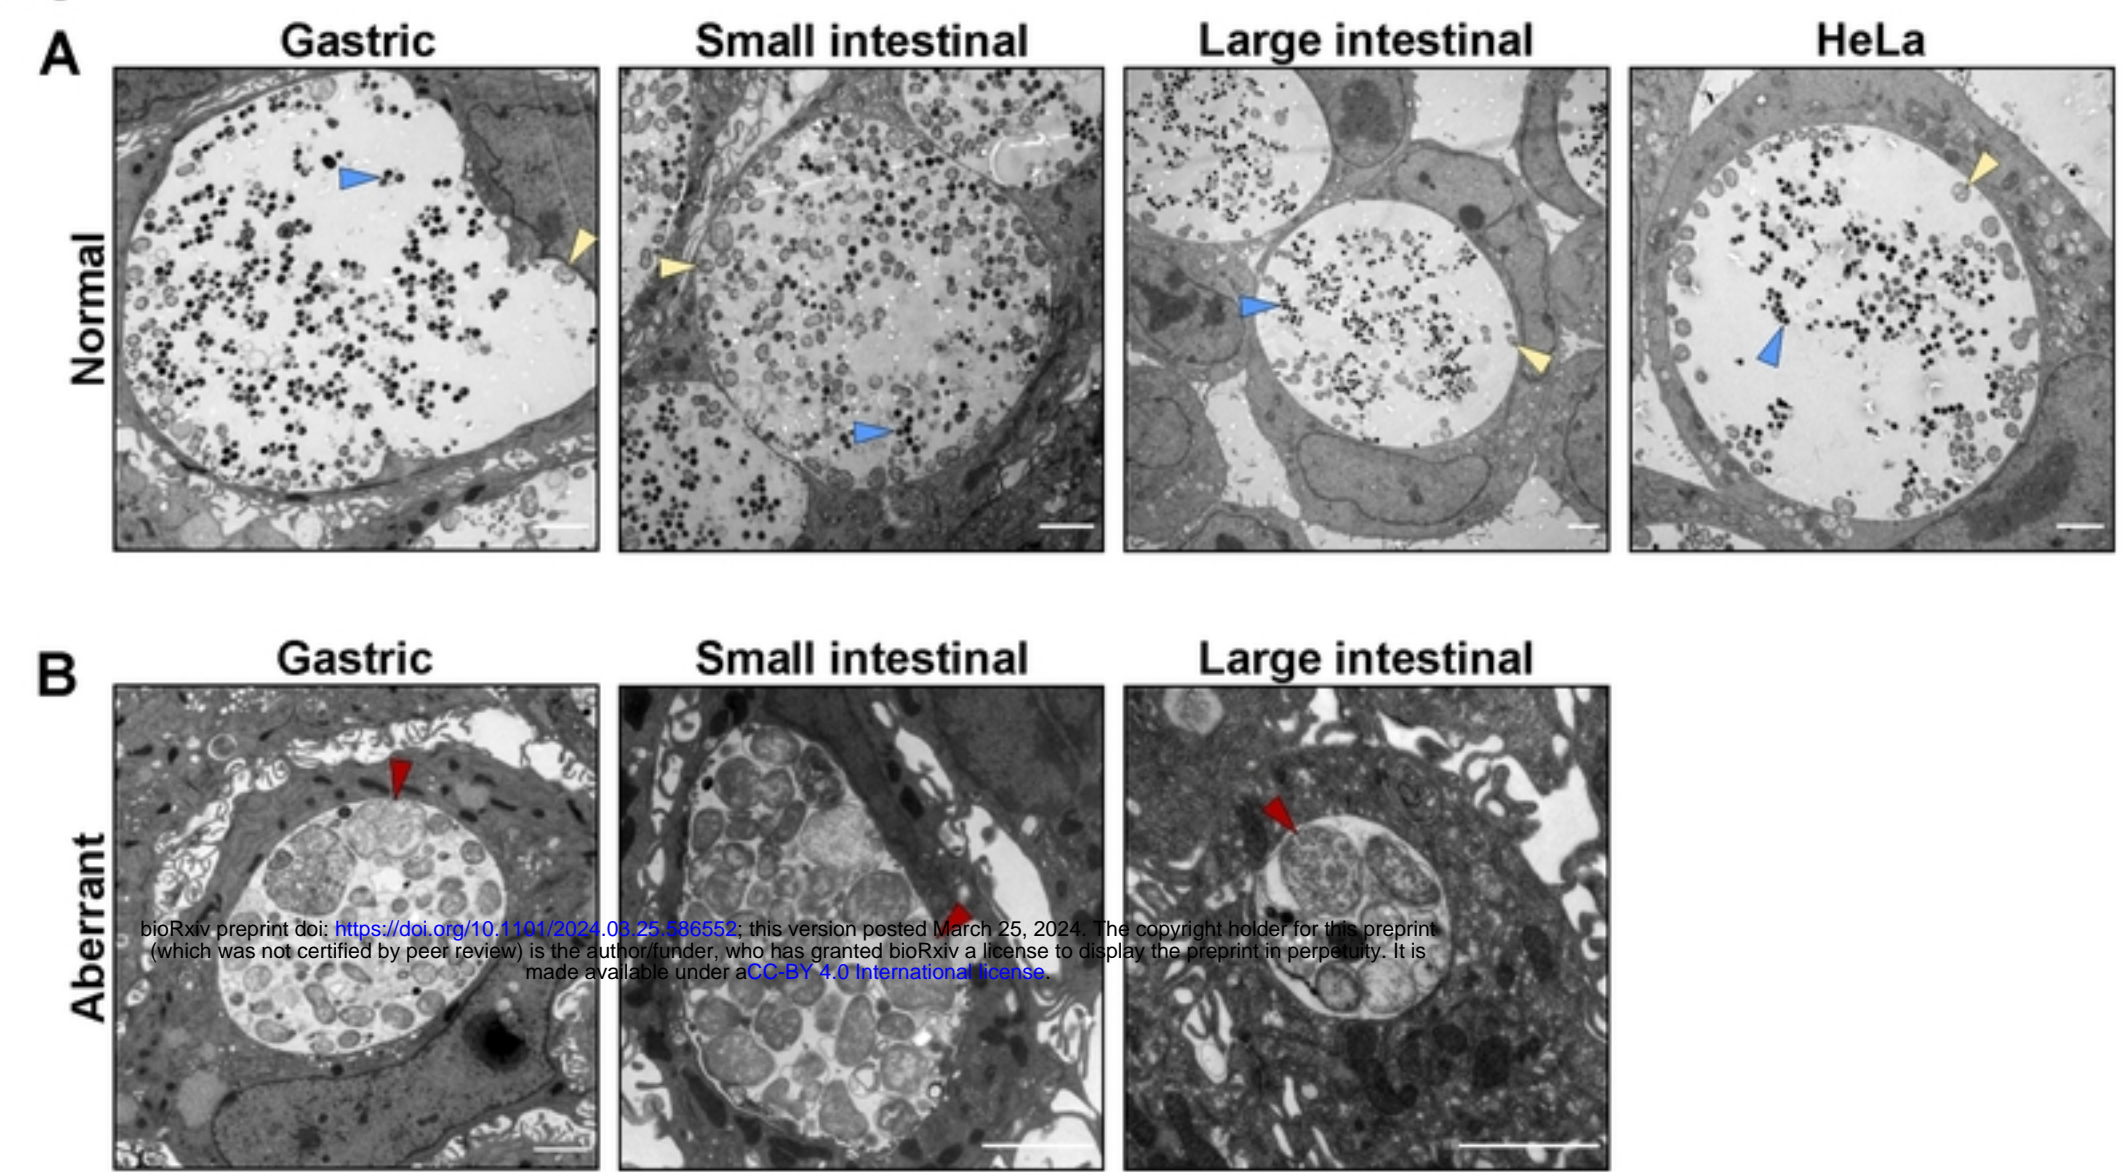 A
Gastric
Small intestinal
Large intestinal
HeLa
Normal
B
Gastric
Small intestinal
Large intestinal
Aberrant
bioRxiv preprint doi: https://doi.org/10.1101/2024.03.25.586552; this version posted March 25, 2024. The copyright holder for this preprint
(which was not certified by peer review) is the author/funder, who has granted bioRxiv a license to display the preprint in perpetuity. It is
made available under aCC-BY 4.0 International license.